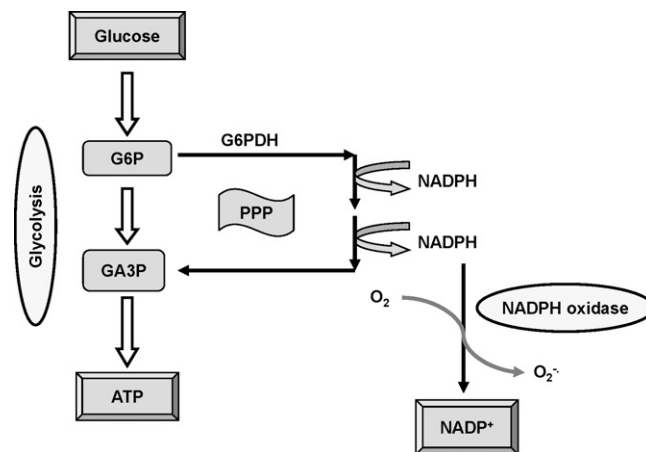 Glucose
G6PDH
G6P
NADPH
Glycolysis
PPP
NADPH
GA3P
O₂
NADPH oxidase
O₂⁻·
ATP
NADP⁺